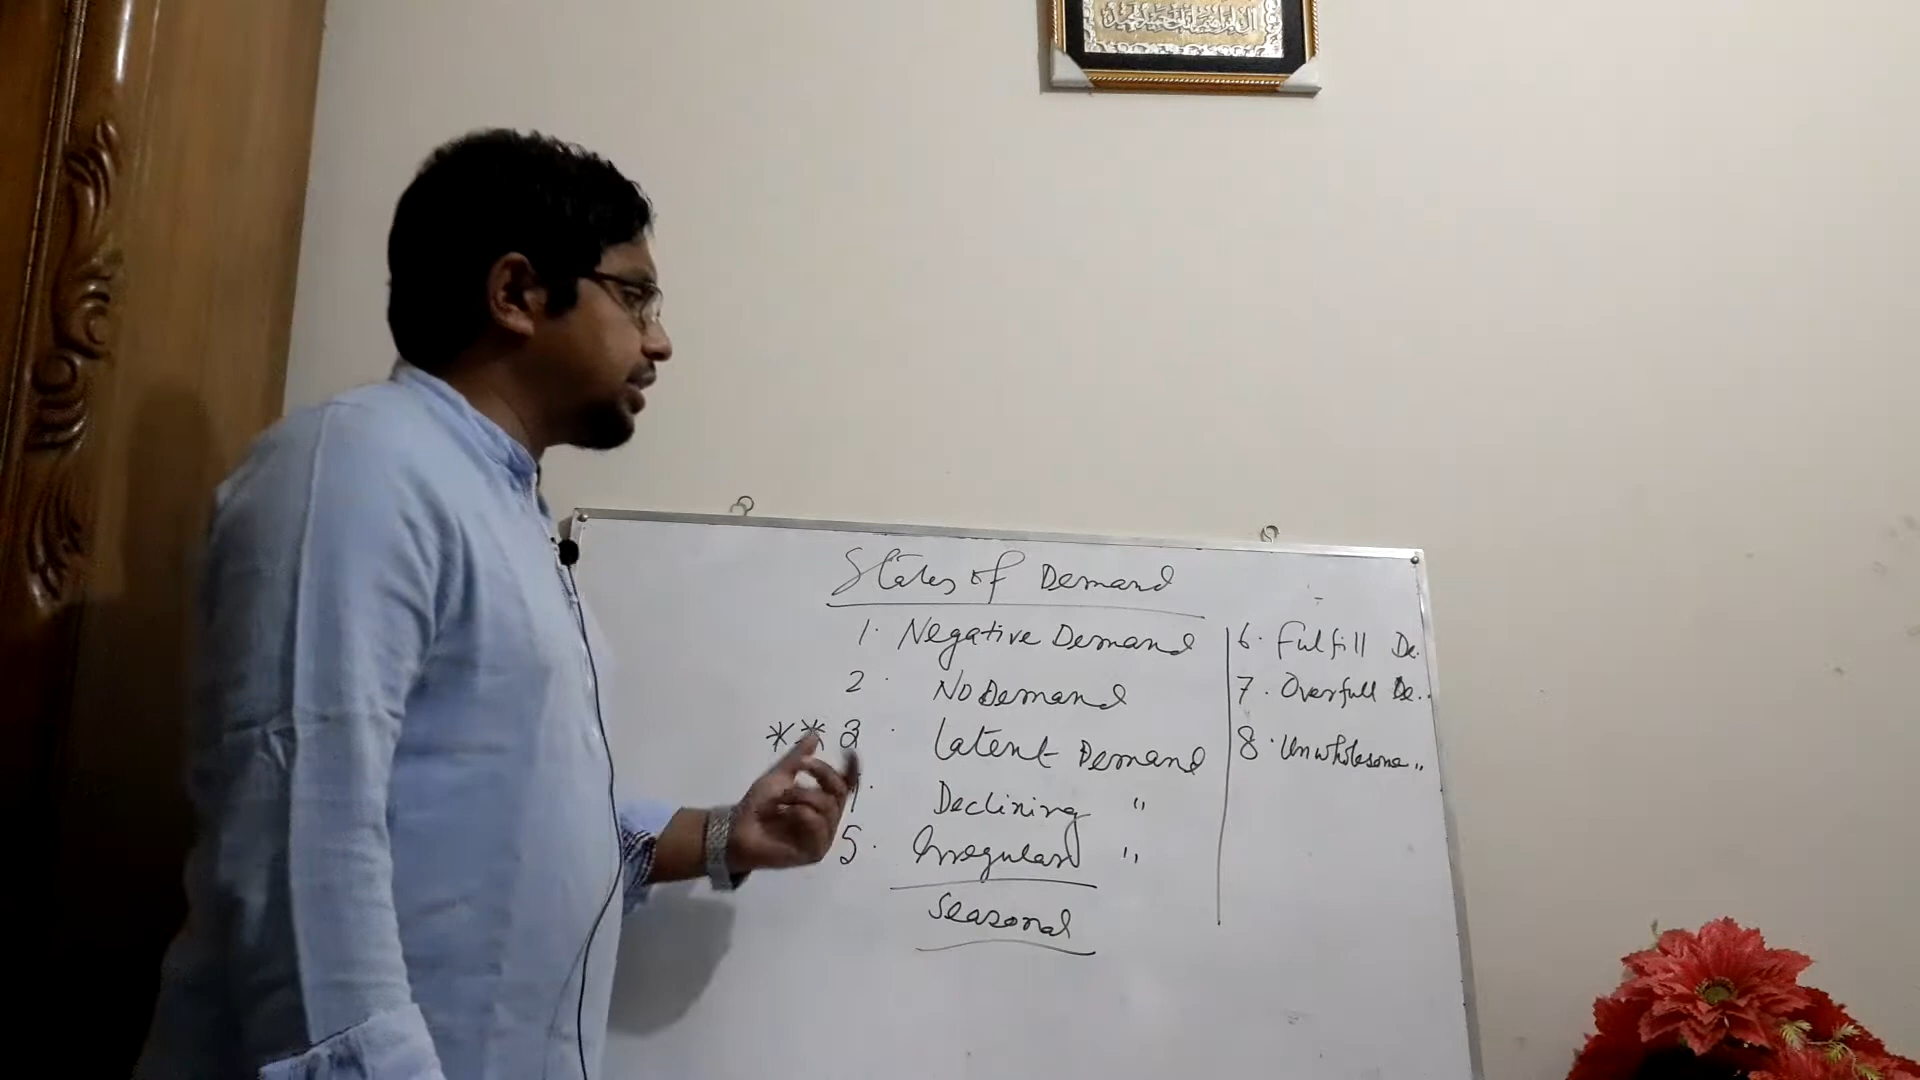 States of Demand
1. Negative Demand
2. No Demand
** 3. Latent Demand
Declining "
5. Irregular "
Seasonal
6. Fulfill De.
7. Overfull De..
8. Unwholesome "